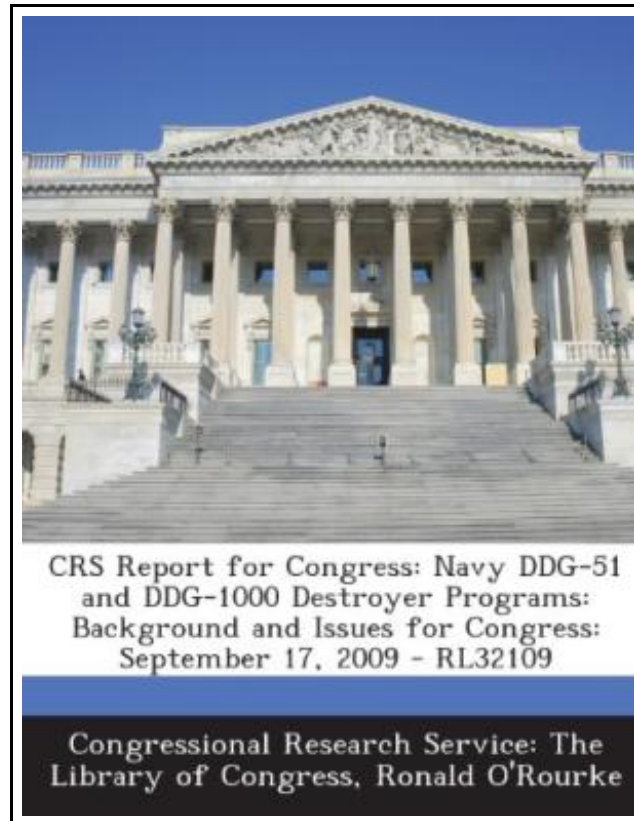 CRS Report for Congress: Navy DDG-51
and DDG-1000 Destroyer Programs:
Background and Issues for Congress:
September 17, 2009 - RL32109
Congressional Research Service: The
Library of Congress, Ronald O'Rourke